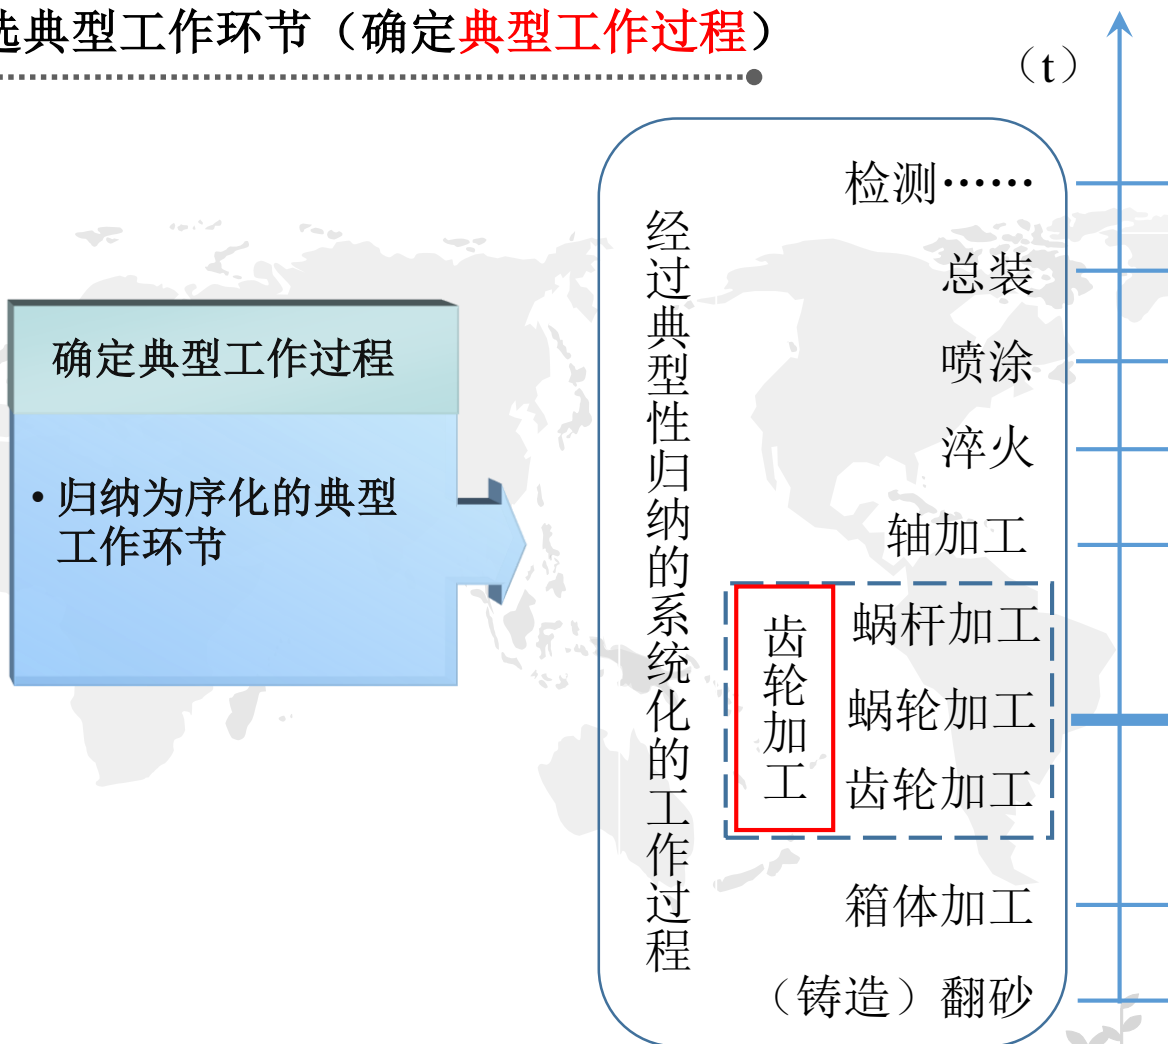 选典型工作环节（确定典型工作过程）
（t）
确定典型工作过程
• 归纳为序化的典型
工作环节
经过典型性归纳的系统化的工作过程
检测……
总装
喷涂
淬火
轴加工
齿轮加工
蜗杆加工
蜗轮加工
齿轮加工
箱体加工
（铸造）翻砂